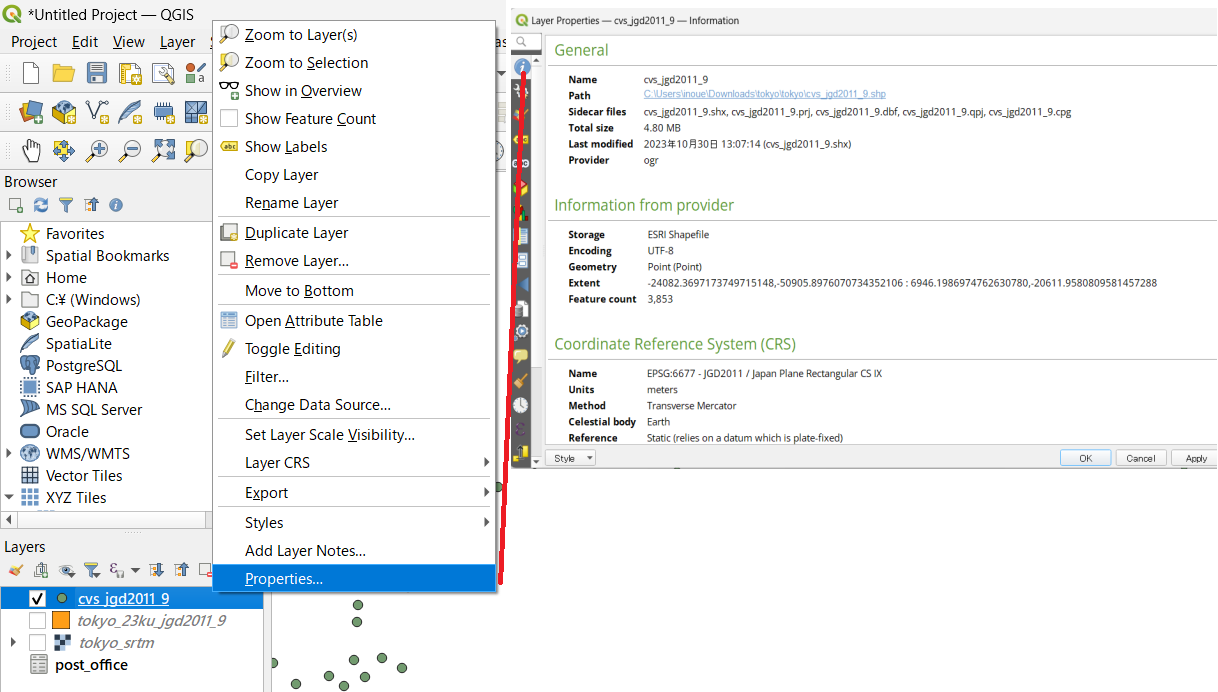 *Untitled Project — QGIS
Project Edit View Layer
Browser
Favorites
Spatial Bookmarks
Home
C:¥ (Windows)
GeoPackage
SpatiaLite
PostgreSQL
SAP HANA
MS SQL Server
Oracle
WMS/WMTS
Vector Tiles
XYZ Tiles
Layers
cvs_jgd2011_9
tokyo_23ku_jgd2011_9
tokyo_srtm
post_office
Zoom to Layer(s)
Zoom to Selection
Show in Overview
Show Feature Count
abc Show Labels
Copy Layer
Rename Layer
Duplicate Layer
Remove Layer...
Move to Bottom
Open Attribute Table
Toggle Editing
Filter...
Change Data Source...
Set Layer Scale Visibility...
Layer CRS
Export
Styles
Add Layer Notes...
Properties...
Layer Properties — cvs_jgd2011_9 — Information
General
Name cvs_jgd2011_9
Path C:\Users\inoue\Downloads\tokyo\tokyo\cvs_jgd2011_9.shp
Sidecar files cvs_jgd2011_9.shx, cvs_jgd2011_9.prj, cvs_jgd2011_9.dbf, cvs_jgd2011_9.qpj, cvs_jgd2011_9.cpg
Total size 4.80 MB
Last modified 2023年10月30日 13:07:14 (cvs_jgd2011_9.shx)
Provider ogr
Information from provider
Storage ESRI Shapefile
Encoding UTF-8
Geometry Point (Point)
Extent -24082.3697173749715148,-50905.8976070734352106 : 6946.1986974762630780,-20611.9580809581457288
Feature count 3,853
Coordinate Reference System (CRS)
Name EPSG:6677 - JGD2011 / Japan Plane Rectangular CS IX
Units meters
Method Transverse Mercator
Celestial body Earth
Reference Static (relies on a datum which is plate-fixed)
Style OK Cancel Apply